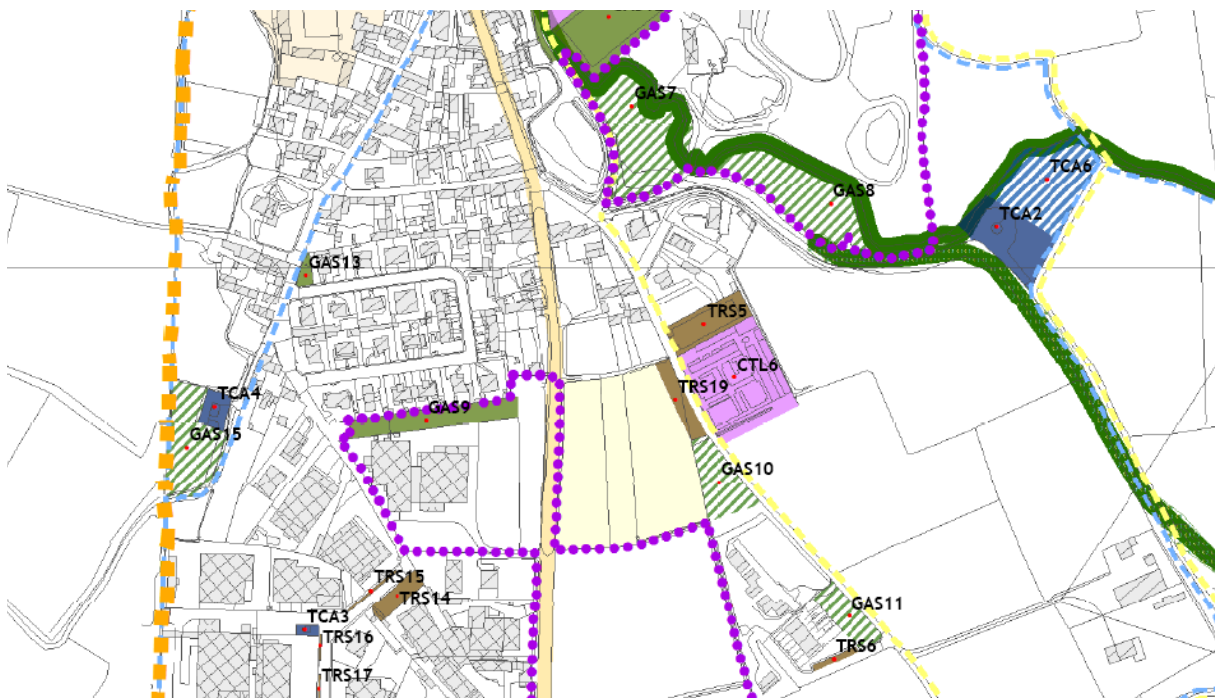 GAS7
TCA6
GAS8
TCA2
GAS13
TRS5
CTL6
TCA4
TRS19
GAS9
GAS15
GAS10
TRS15
TRS14
GAS11
TCA3
TRS16
TRS6
TRS17